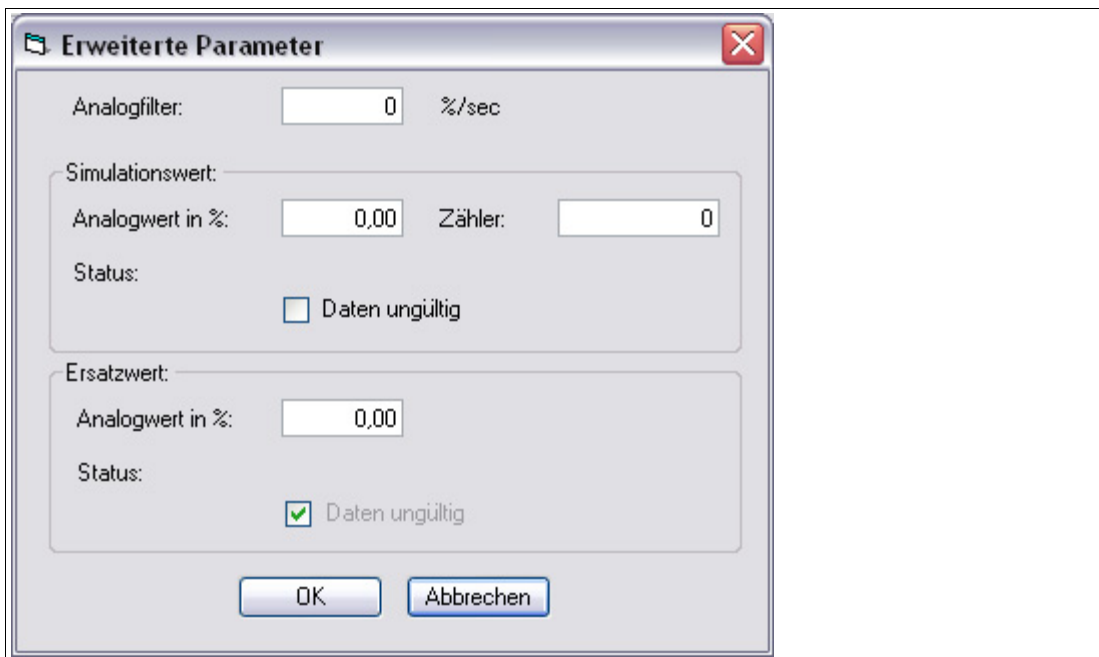 Erweiterte Parameter
Analogfilter: 0 %/sec
Simulationswert:
Analogwert in %: 0,00 Zähler: 0
Status:
Daten ungültig
Ersatzwert:
Analogwert in %: 0,00
Status:
Daten ungültig
OK Abbrechen